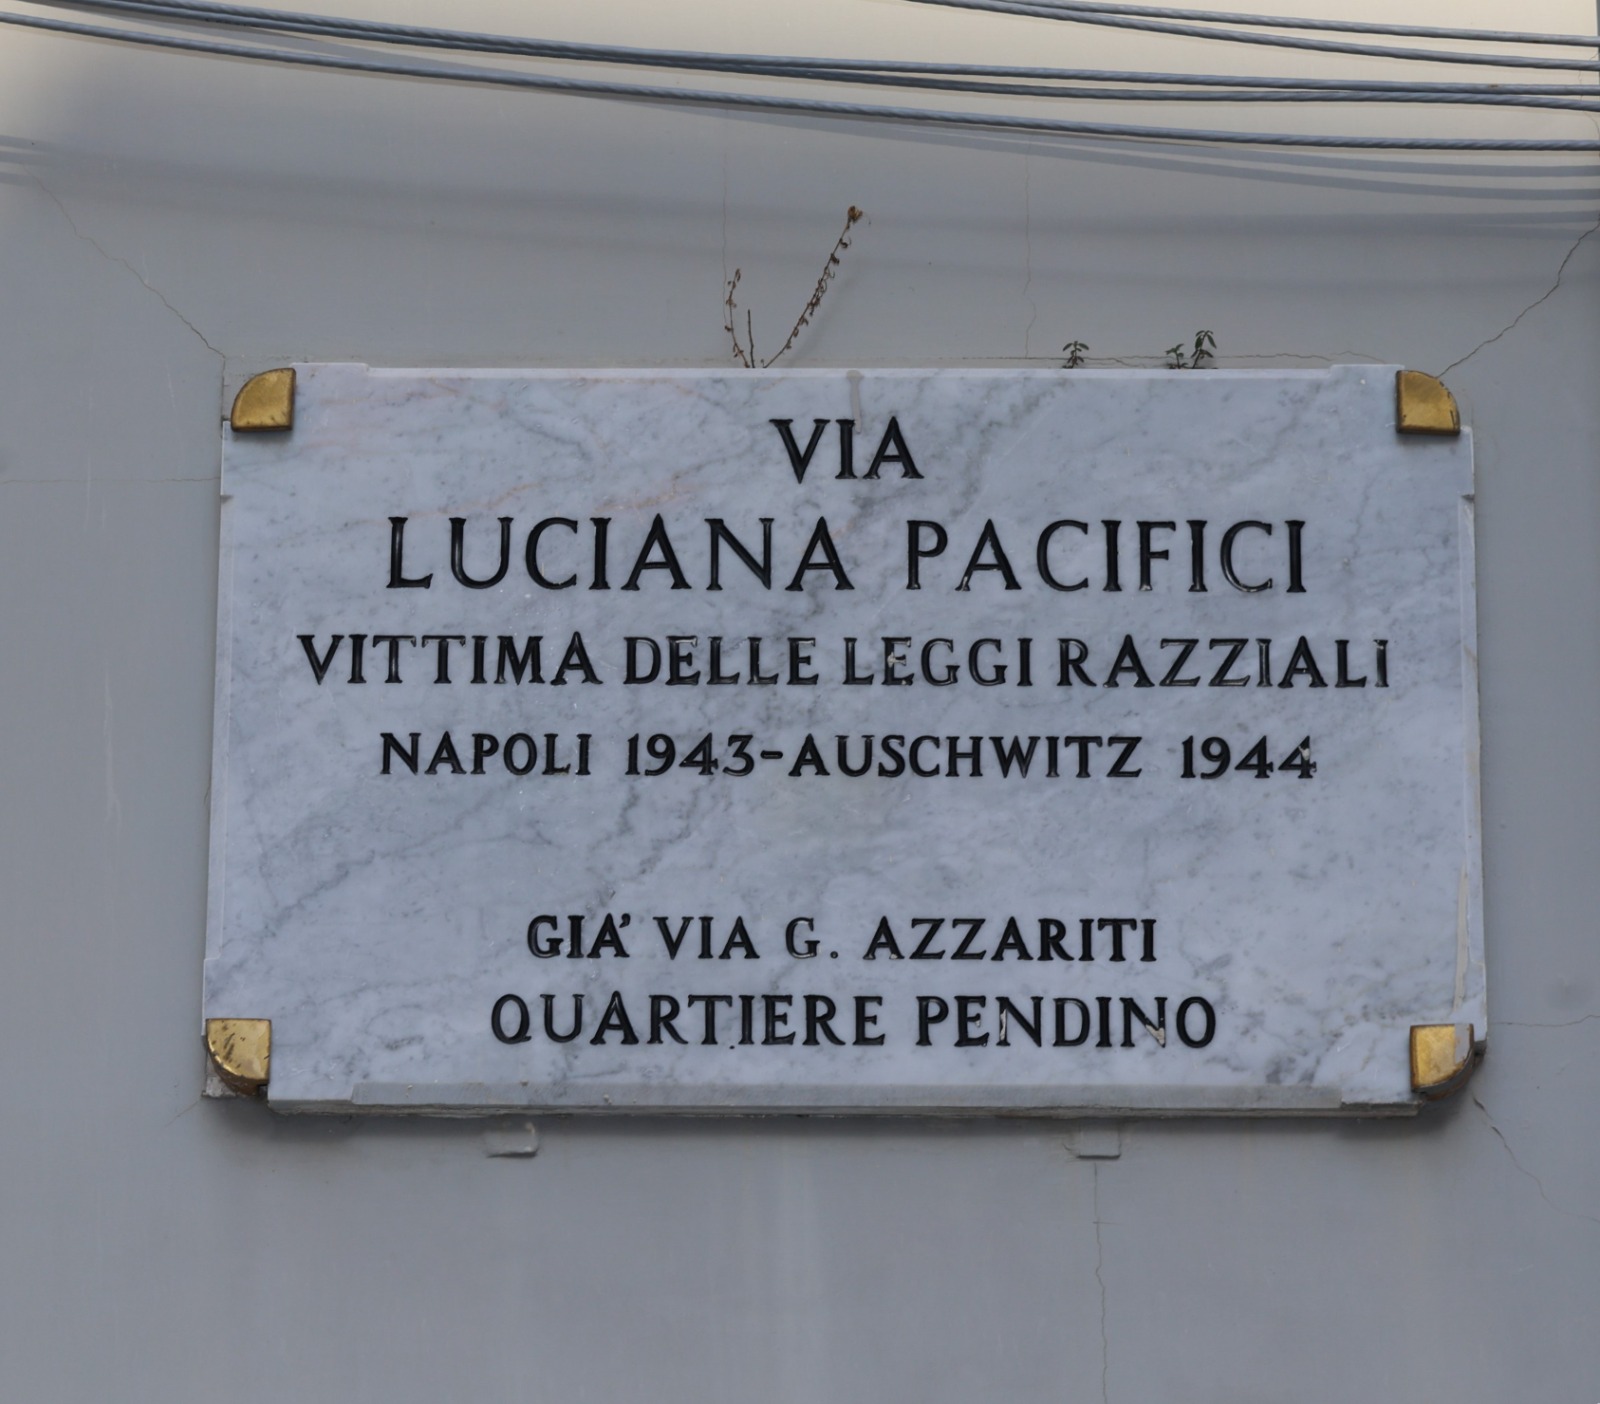 VIA
LUCIANA PACIFICI
VITTIMA DELLE LEGGI RAZZIALI
NAPOLI 1943-AUSCHWITZ 1944
GIA' VIA G. AZZARITI
QUARTIERE PENDINO